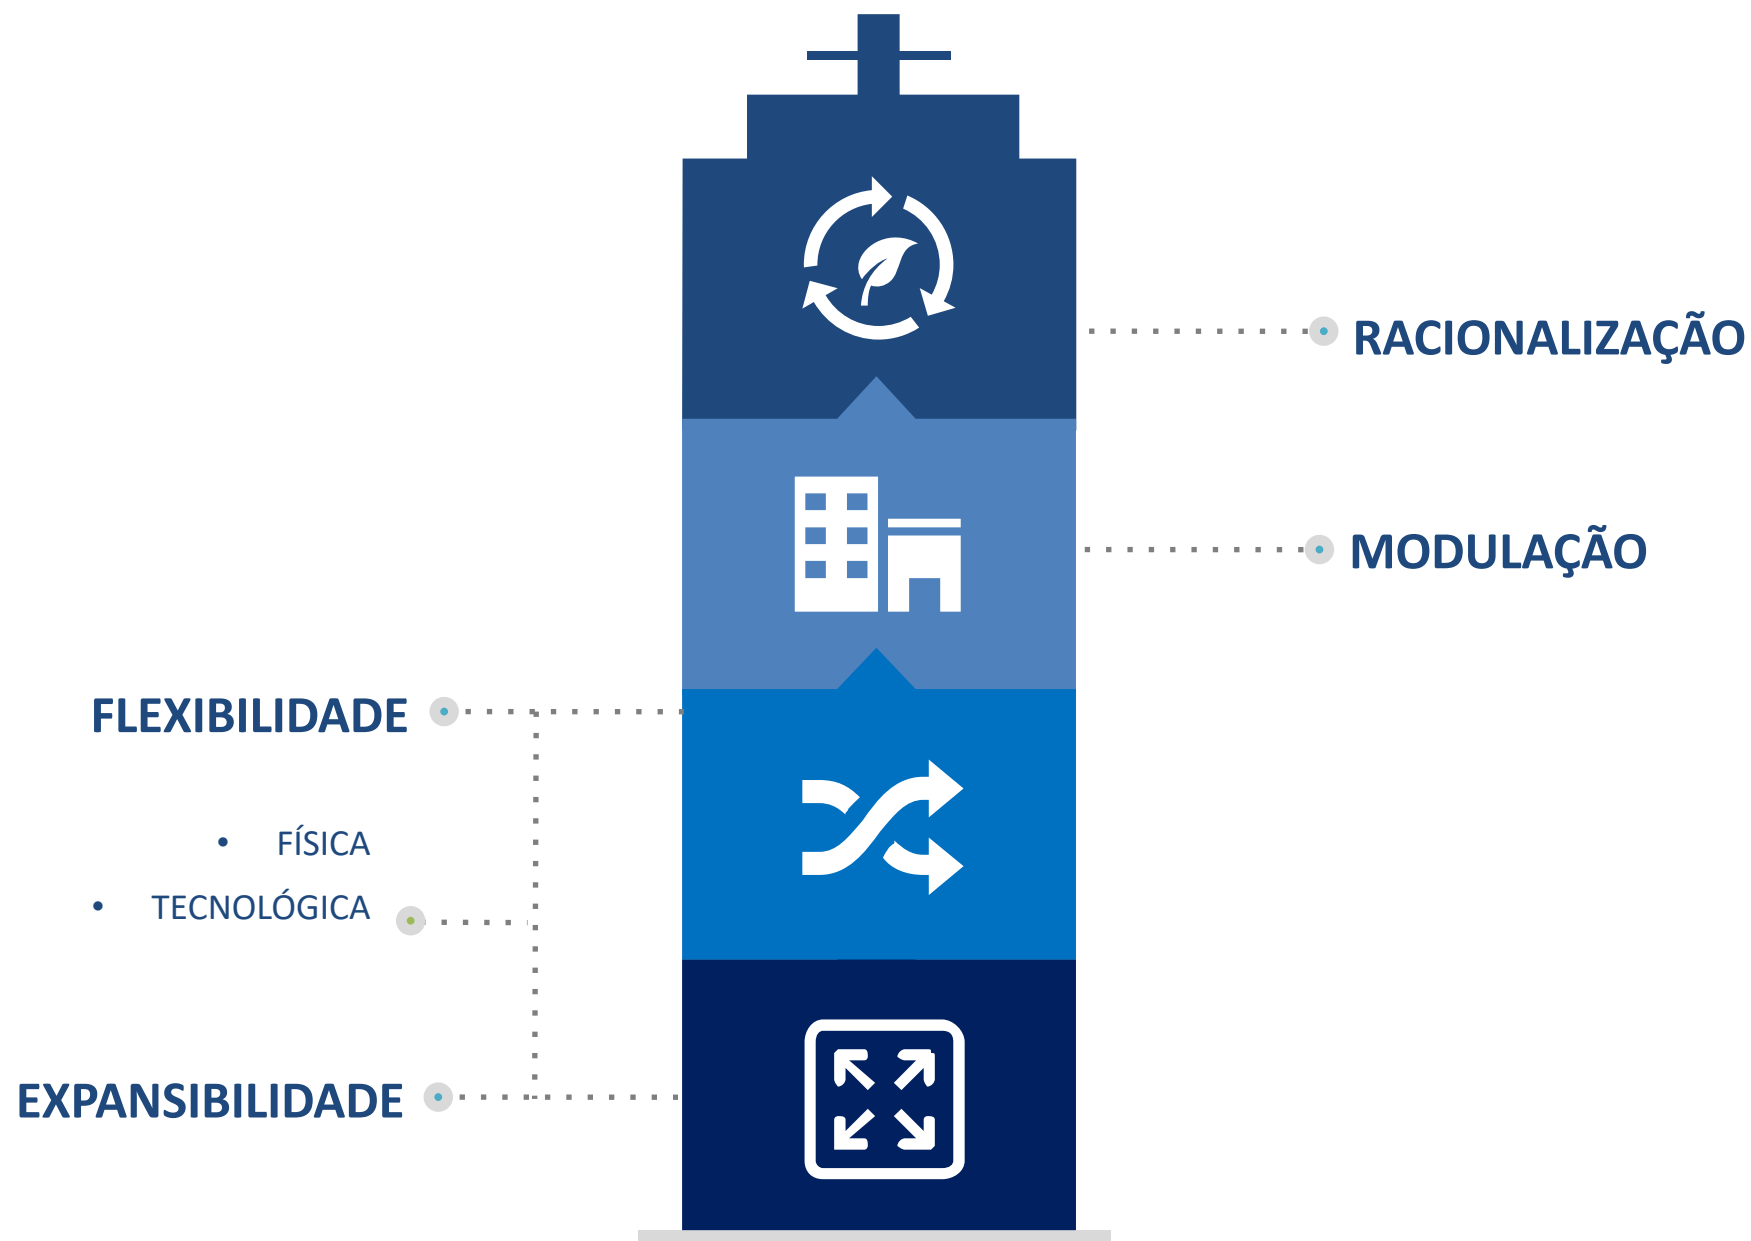 RACIONALIZAÇÃO
MODULAÇÃO
FLEXIBILIDADE
• FÍSICA
• TECNOLÓGICA
EXPANSIBILIDADE